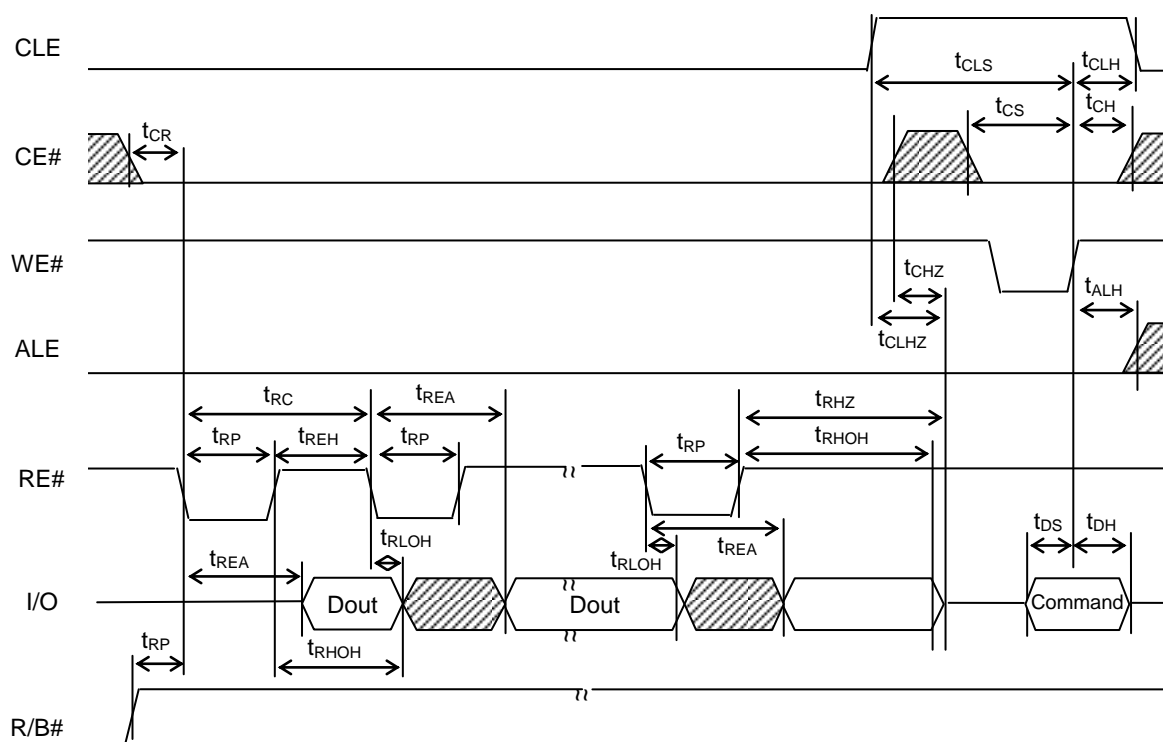 CLE
tCLS
tCLH
tCR
tCS
tCH
CE#
WE#
tCHZ
tALH
tCLHZ
ALE
tRC
tREA
tRHZ
tRP
tREH
tRP
tRP
tRHOH
RE#
tRLOH
tDS
tDH
tREA
tRLOH
tREA
I/O
Dout
Dout
Command
tRP
tRHOH
R/B#